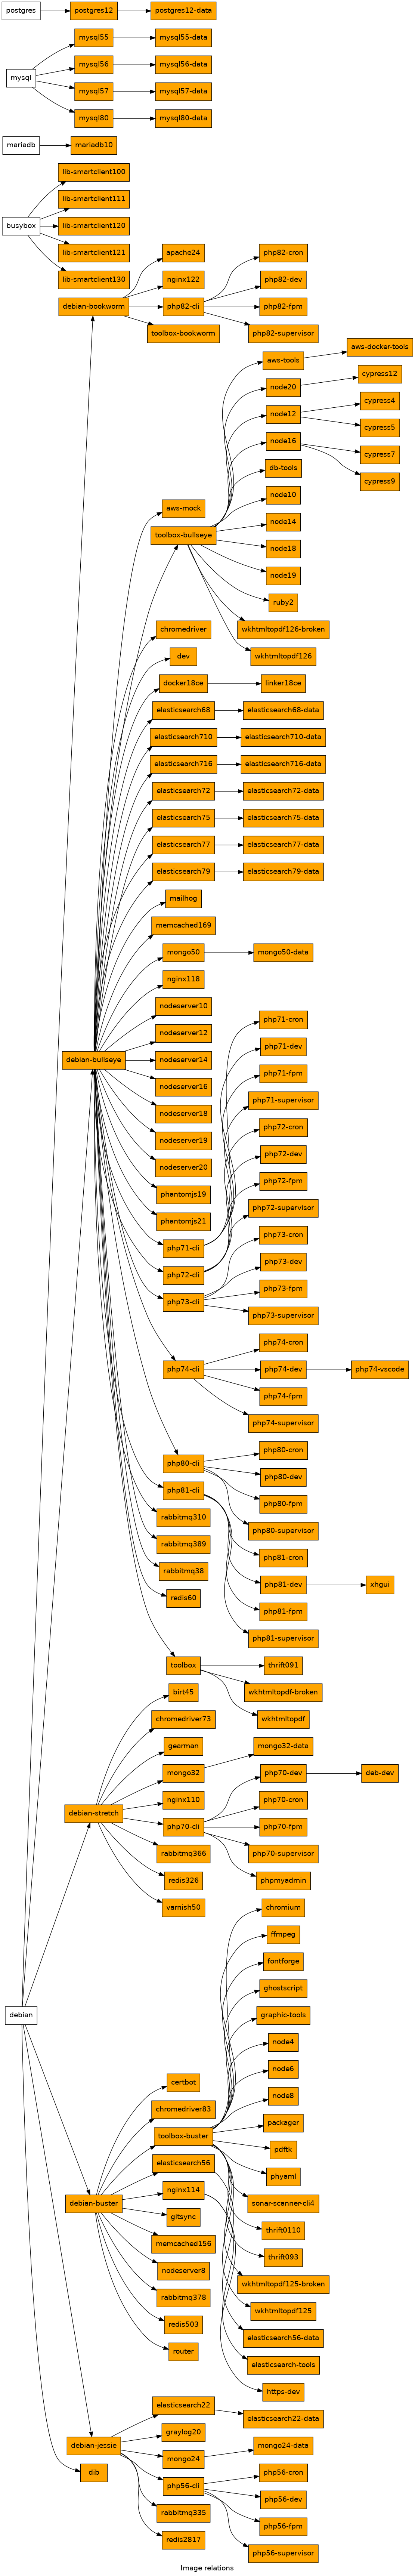 postgres
postgres12
postgres12-data
mysql
mysql55
mysql55-data
mysql56
mysql56-data
mysql57
mysql57-data
mysql80
mysql80-data
mariadb
mariadb10
busybox
lib-smartclient100
lib-smartclient111
lib-smartclient120
lib-smartclient121
lib-smartclient130
debian-bookworm
apache24
nginx122
php82-cli
toolbox-bookworm
php82-cron
php82-dev
php82-fpm
php82-supervisor
aws-tools
aws-docker-tools
node20
cypress12
node12
cypress4
cypress5
node16
cypress7
cypress9
db-tools
node10
node14
node18
node19
ruby2
wkhtmltopdf126-broken
wkhtmltopdf126
aws-mock
toolbox-bullseye
chromedriver
dev
docker18ce
linker18ce
elasticsearch68
elasticsearch68-data
elasticsearch710
elasticsearch710-data
elasticsearch716
elasticsearch716-data
elasticsearch72
elasticsearch72-data
elasticsearch75
elasticsearch75-data
elasticsearch77
elasticsearch77-data
elasticsearch79
elasticsearch79-data
mailhog
memcached169
mongo50
mongo50-data
nginx118
nodeserver10
nodeserver12
debian-bullseye
nodeserver14
nodeserver16
nodeserver18
nodeserver19
nodeserver20
phantomjs19
phantomjs21
php71-cli
php72-cli
php73-cli
php71-cron
php71-dev
php71-fpm
php71-supervisor
php72-cron
php72-dev
php72-fpm
php72-supervisor
php73-cron
php73-dev
php73-fpm
php73-supervisor
php74-cli
php74-cron
php74-dev
php74-vscode
php74-fpm
php74-supervisor
php80-cli
php80-cron
php80-dev
php80-fpm
php80-supervisor
php81-cli
php81-cron
php81-dev
xhgui
php81-fpm
php81-supervisor
rabbitmq310
rabbitmq389
rabbitmq38
redis60
toolbox
thrift091
wkhtmltopdf-broken
wkhtmltopdf
birt45
chromedriver73
gearman
mongo32
mongo32-data
debian-stretch
nginx110
php70-cli
php70-dev
deb-dev
php70-cron
php70-fpm
php70-supervisor
phpmyadmin
rabbitmq366
redis326
varnish50
debian
chromium
ffmpeg
fontforge
ghostscript
graphic-tools
node4
node6
node8
packager
pdftk
phyaml
sonar-scanner-cli4
thrift0110
thrift093
wkhtmltopdf125-broken
wkhtmltopdf125
certbot
chromedriver83
toolbox-buster
elasticsearch56
debian-buster
nginx114
gitsync
memcached156
nodeserver8
rabbitmq378
redis503
router
elasticsearch56-data
elasticsearch-tools
https-dev
debian-jessie
elasticsearch22
elasticsearch22-data
graylog20
mongo24
mongo24-data
dib
php56-cli
php56-cron
php56-dev
php56-fpm
php56-supervisor
rabbitmq335
redis2817
Image relations